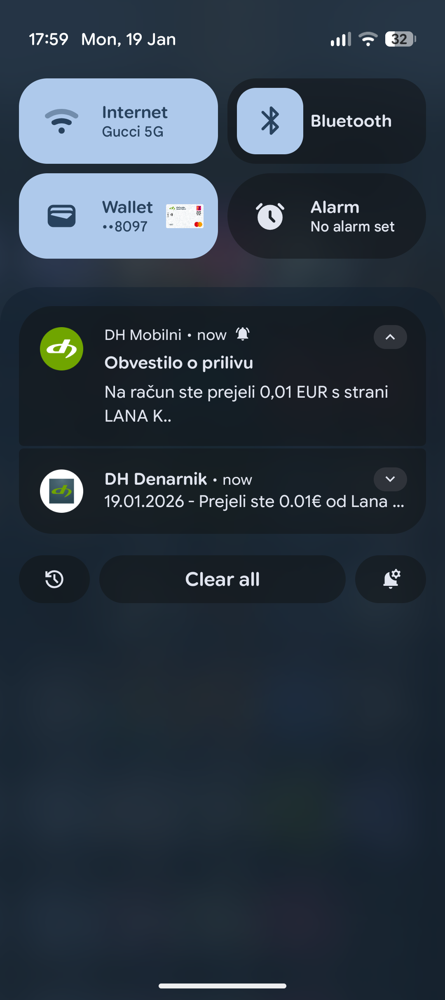 17:59 Mon, 19 Jan
32
Internet
Gucci 5G
Bluetooth
Wallet
••8097
Alarm
No alarm set
DH Mobilni • now
Obvestilo o prilivu
Na račun ste prejeli 0,01 EUR s strani
LANA K..
DH Denarnik • now
19.01.2026 - Prejeli ste 0.01€ od Lana ...
Clear all